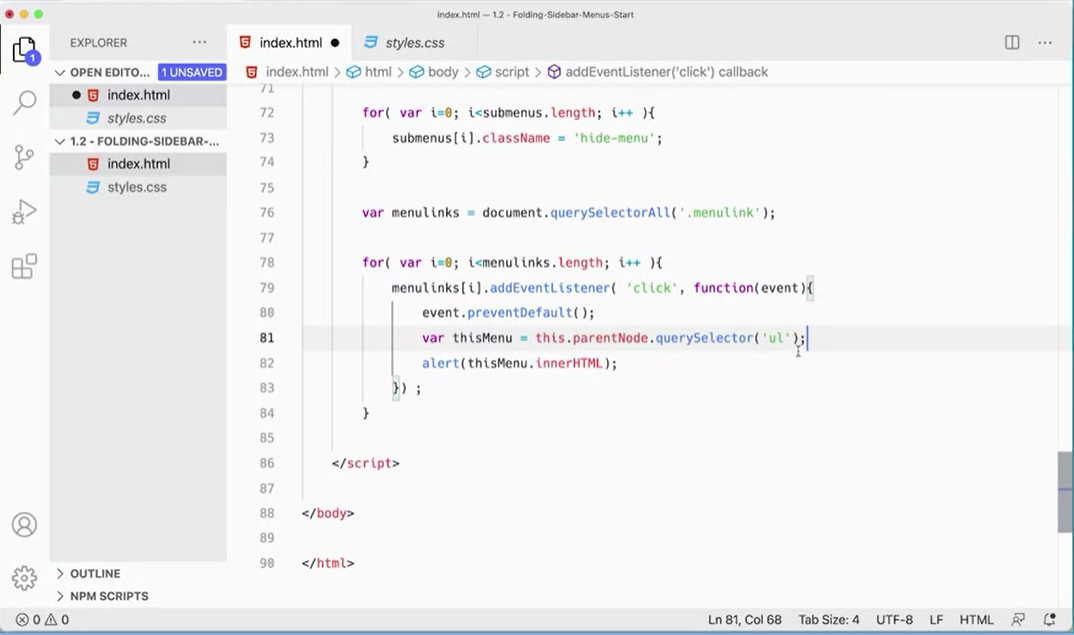 index.html — 1.2 - Folding-Sidebar-Menus-Start
EXPLORER
index.html
styles.css
OPEN EDITO...
1 UNSAVED
index.html > html > body > script > addEventListener('click') callback
index.html
styles.css
1.2 - FOLDING-SIDEBAR-...
index.html
styles.css
1
71
72 for( var i=0; i<submenus.length; i++ ){
73 submenus[i].className = 'hide-menu';
74 }
75
76 var menulinks = document.querySelectorAll('.menulink');
77
78 for( var i=0; i<menulinks.length; i++ ){
79 menulinks[i].addEventListener( 'click', function(event){
80 event.preventDefault();
81 var thisMenu = this.parentNode.querySelector('ul');
82 alert(thisMenu.innerHTML);
83 }) ;
84 }
85
86 </script>
87
88 </body>
89
90 </html>
OUTLINE
NPM SCRIPTS
0 0
Ln 81, Col 68 Tab Size: 4 UTF-8 LF HTML